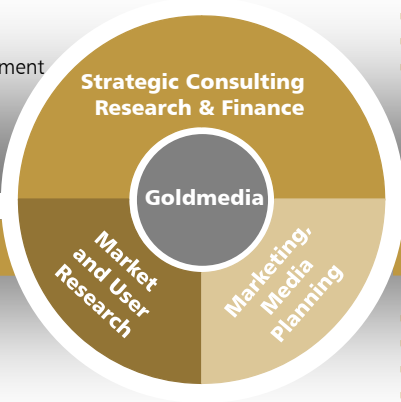 ment
Strategic Consulting
Research & Finance
Goldmedia
Market
and User
Research
Marketing,
Media
Planning